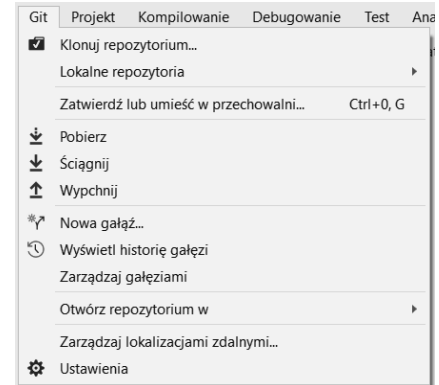 Git Projekt Kompilowanie Debugowanie Test
Klonuj repozytorium...
Lokalne repozytoria
Zatwierdź lub umieść w przechowalni... Ctrl+0, G
Pobierz
Ściągnij
Wypchnij
Nowa gałąź...
Wyświetl historię gałęzi
Zarządzaj gałęziami
Otwórz repozytorium w
Zarządzaj lokalizacjami zdalnymi...
Ustawienia